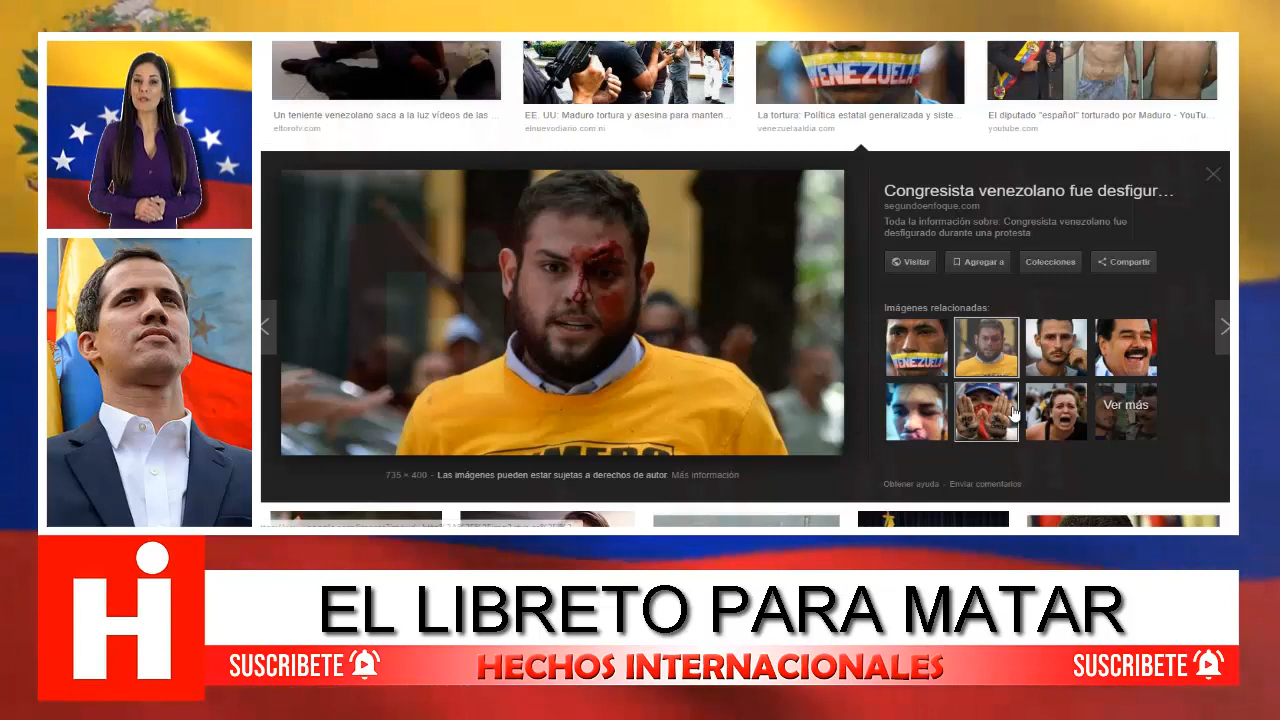 VENEZUELA
Un teniente venezolano saca a la luz vídeos de las ...
eltorotv.com
EE. UU: Maduro tortura y asesina para manten...
elnuevodiario.com.ni
La tortura: Política estatal generalizada y siste...
venezuelaaldia.com
El diputado "español" torturado por Maduro - YouTu...
youtube.com
Congresista venezolano fue desfigur...
segundoenfoque.com
Toda la información sobre: Congresista venezolano fue
desfigurado durante una protesta
Visitar
Agregar a
Colecciones
Compartir
Imágenes relacionadas:
Ver más
735 × 400 - Las imágenes pueden estar sujetas a derechos de autor. Más información
Obtener ayuda - Enviar comentarios
Hi
EL LIBRETO PARA MATAR
SUSCRIBETE
HECHOS INTERNACIONALES
SUSCRIBETE